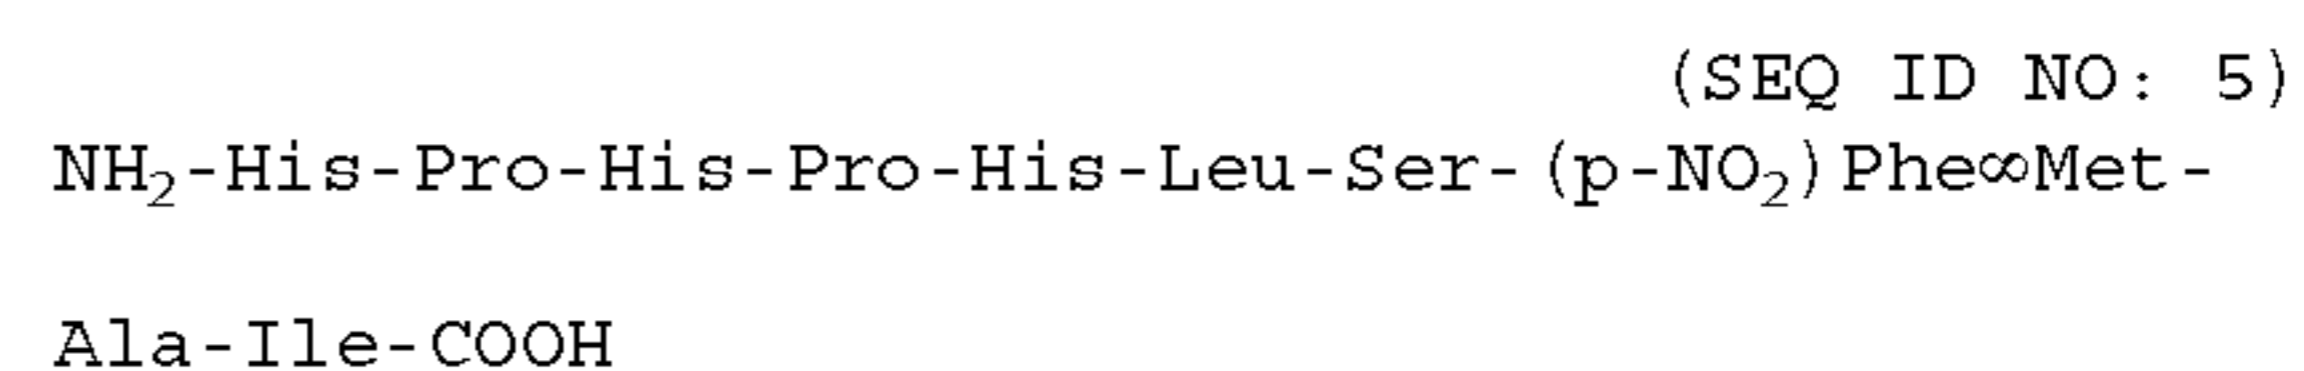 (SEQ ID NO: 5)
NH₂-His-Pro-His-Pro-His-Leu-Ser-(p-NO₂)Phe∞Met-
Ala-Ile-COOH